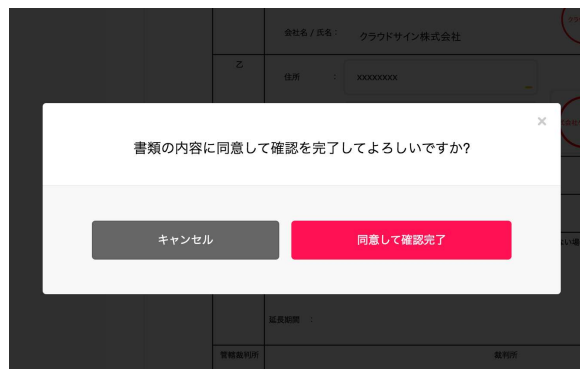 会社名 / 氏名：
クラウドサイン株式会社
乙
住所 ：
xxxxxxxx
×
書類の内容に同意して確認を完了してよろしいですか?
キャンセル
同意して確認完了
延長期間 ：
管轄裁判所
裁判所